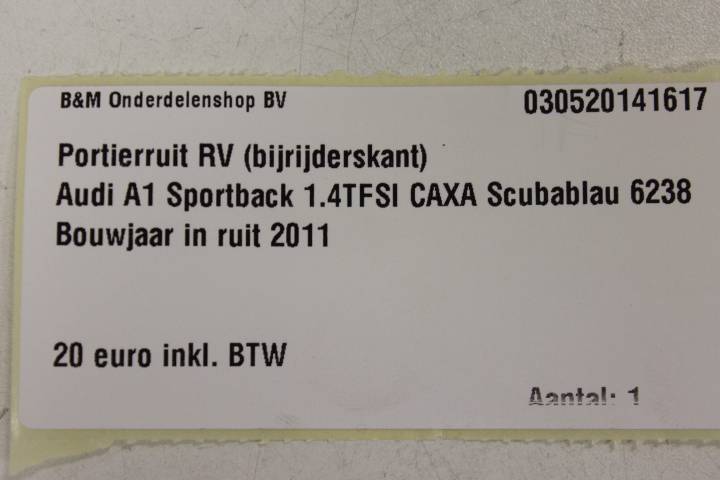 B&M Onderdelenshop BV 030520141617
Portierruit RV (bijrijderskant)
Audi A1 Sportback 1.4TFSI CAXA Scubablau 6238
Bouwjaar in ruit 2011
20 euro inkl. BTW
Aantal: 1